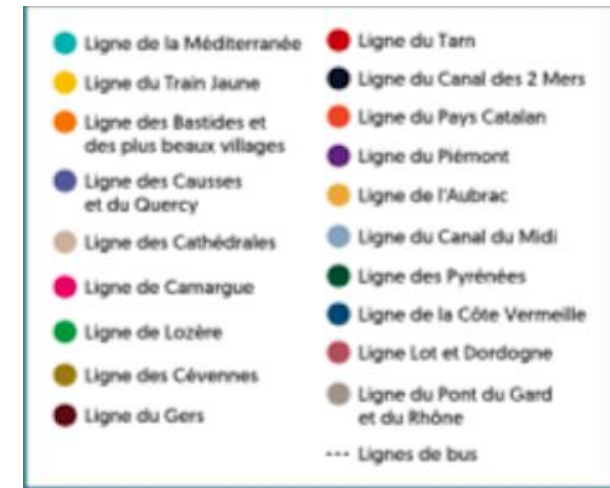 Ligne de la Méditerranée
Ligne du Train Jaune
Ligne des Bastides et
des plus beaux villages
Ligne des Causses
et du Quercy
Ligne des Cathédrales
Ligne de Camargue
Ligne de Lozère
Ligne des Cévennes
Ligne du Gers
Ligne du Tarn
Ligne du Canal des 2 Mers
Ligne du Pays Catalan
Ligne du Piémont
Ligne de l'Aubrac
Ligne du Canal du Midi
Ligne des Pyrénées
Ligne de la Côte Vermeille
Ligne Lot et Dordogne
Ligne du Pont du Gard
et du Rhône
Lignes de bus